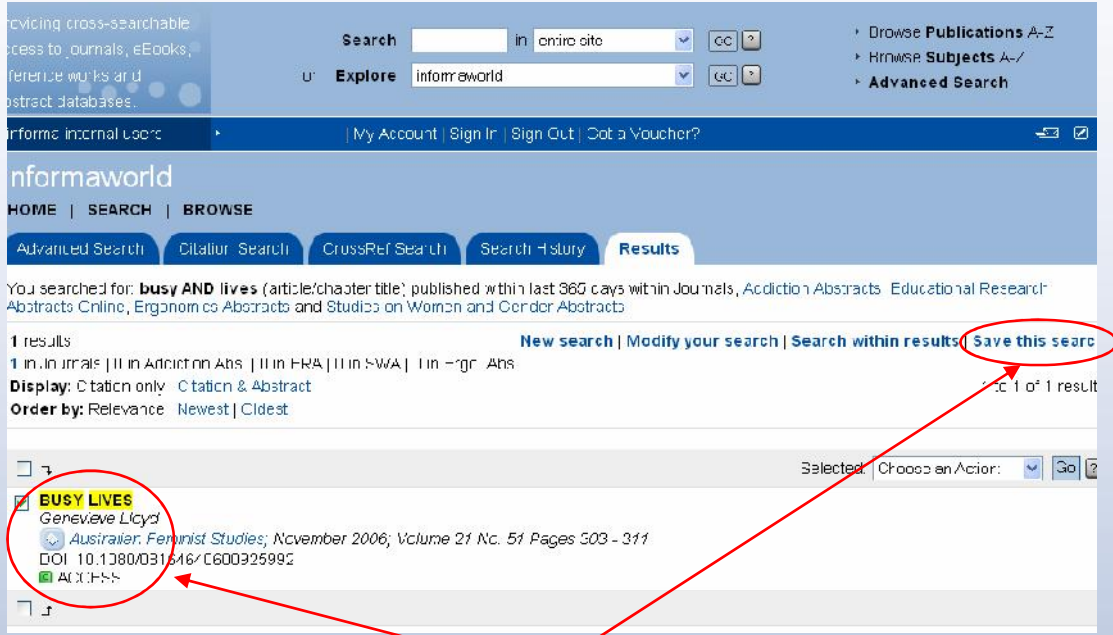 roviding cross-searchable
ccess to journals, eBooks,
ference works and
bstract databases.
Search in entire site GO ?
or Explore informaworld GO ?
Browse Publications A-Z
Browse Subjects A-Z
Advanced Search
informa internal users
| My Account | Sign In | Sign Out | Got a Voucher?
nformaworld
HOME | SEARCH | BROWSE
Advanced Search Citation Search CrossRef Search Search History Results
You searched for: busy AND lives (article/chapter title) published within last 365 days within Journals, Addiction Abstracts, Educational Research
Abstracts Online, Ergonomics Abstracts and Studies on Women and Gender Abstracts
1 results
New search | Modify your search | Search within results | Save this searc
1 in Journals | 0 in Addiction Abs. | 0 in ERA | 0 in SWA | in Ergo. Abs
Display: Citation only Citation & Abstract
to 1 of 1 result
Order by: Relevance Newest | Oldest
Selected: Choose an Action: Go ?
BUSY LIVES
Genevieve Lloyd
Australian Feminist Studies; November 2006; Volume 21 No. 51 Pages 303 - 311
DOI: 
ACCESS